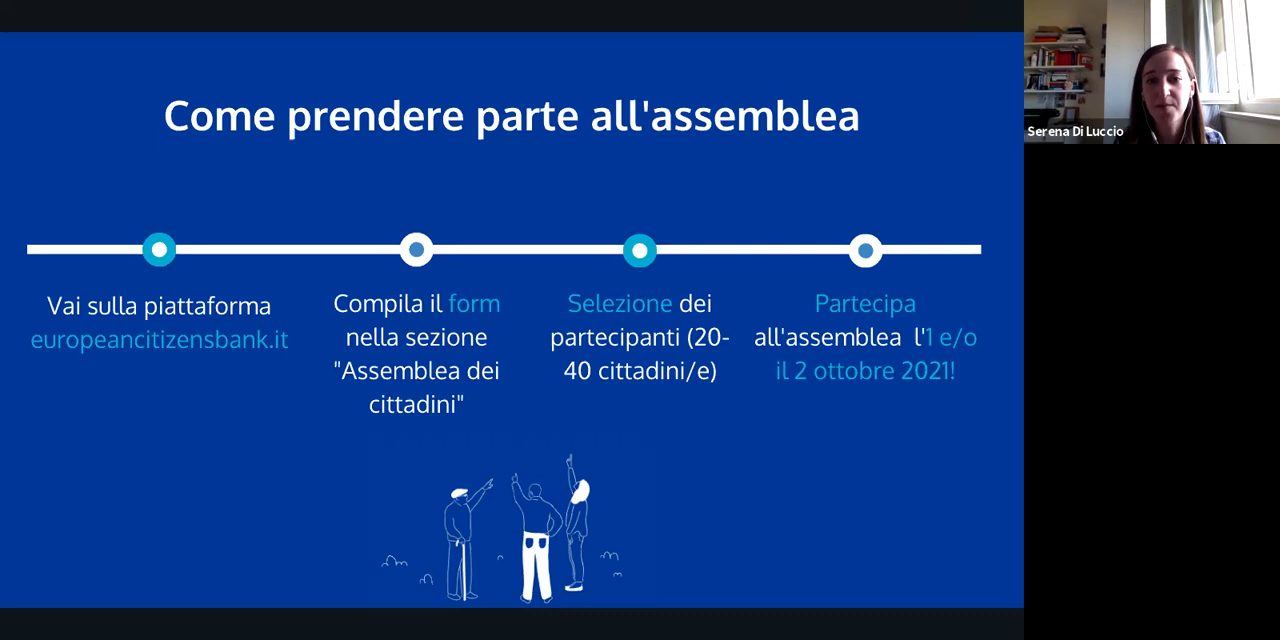 Come prendere parte all'assemblea
Vai sulla piattaforma
europeancitizensbank.it
Compila il form
nella sezione
"Assemblea dei
cittadini"
Selezione dei
partecipanti (20-
40 cittadini/e)
Partecipa
all'assemblea l'1 e/o
il 2 ottobre 2021!
Serena Di Luccio